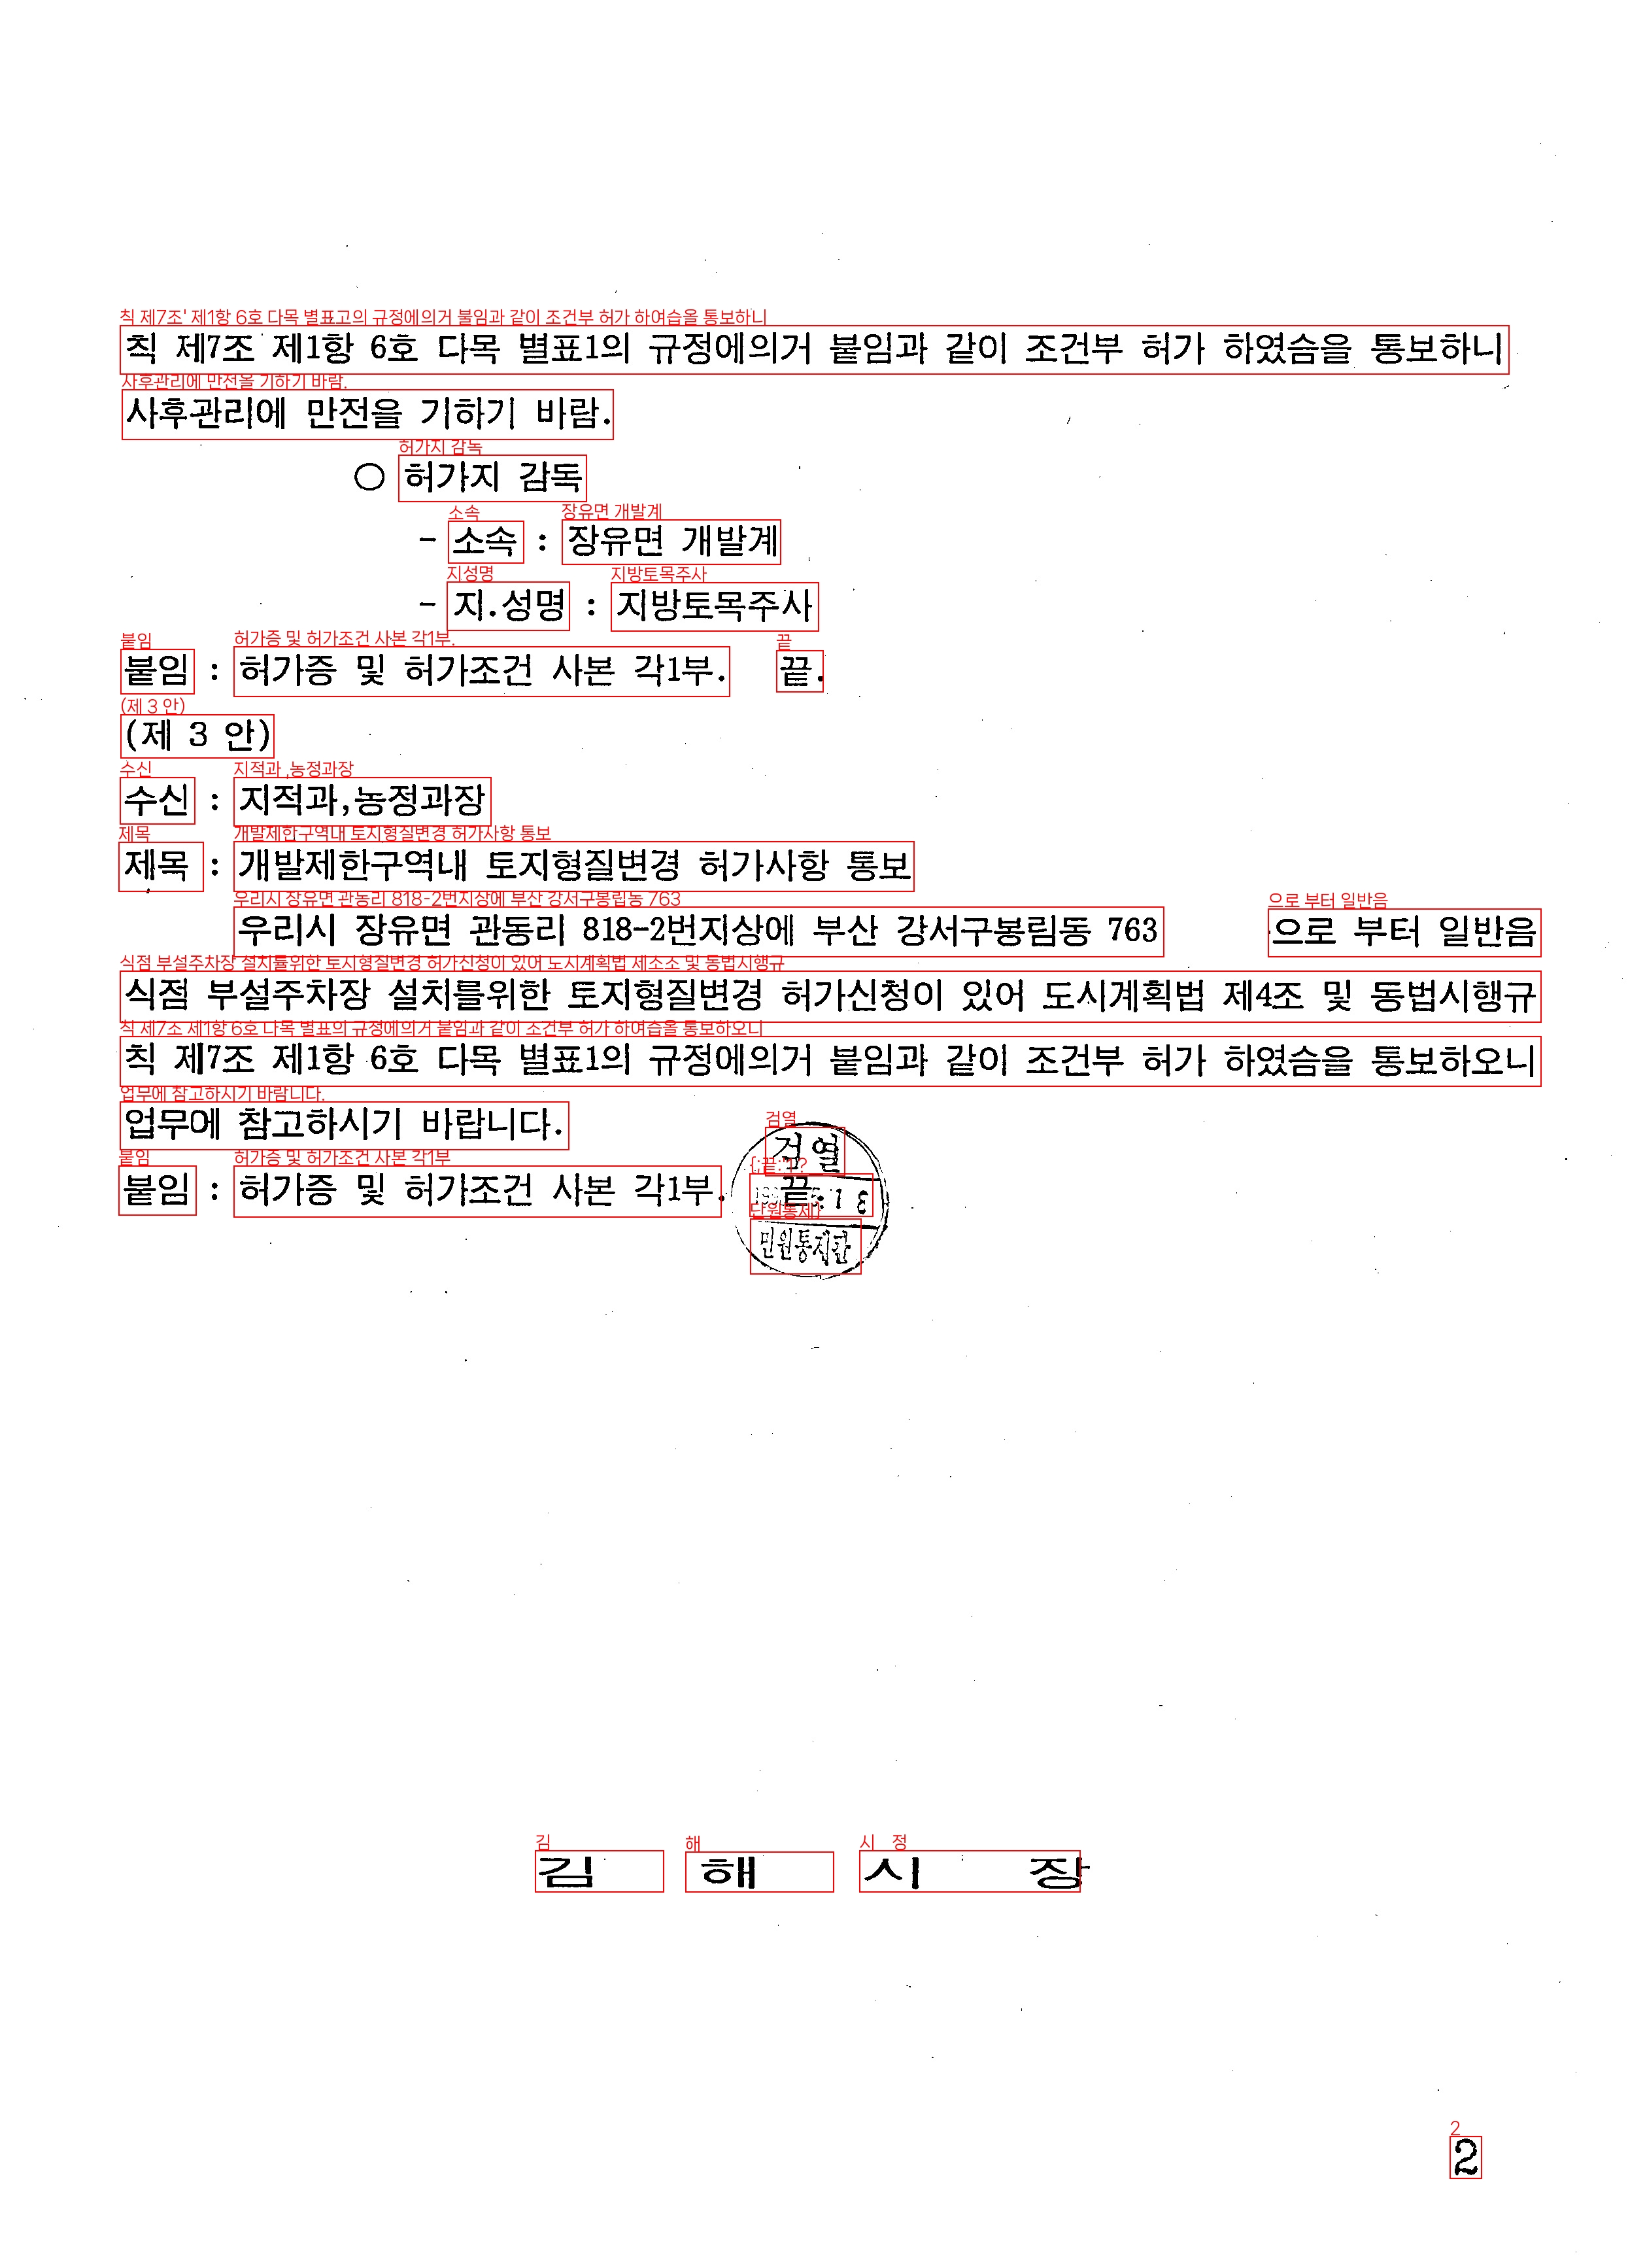 칙 제7조 제1항 6호 다목 별표1의 규정에의거 붙임과 같이 조건부 허가 하였슴을 통보하니
사후관리에 만전을 기하기 바람.
○ 허가지 감독
- 소속 : 장유면 개발계
- 지.성명 : 지방토목주사
붙임 : 허가증 및 허가조건 사본 각1부. 끝.
(제 3 안)
수신 : 지적과,농정과장
제목 : 개발제한구역내 토지형질변경 허가사항 통보
우리시 장유면 관동리 818-2번지상에 부산 강서구봉림동 763 으로 부터 일반음
식점 부설주차장 설치를위한 토지형질변경 허가신청이 있어 도시계획법 제4조 및 동법시행규
칙 제7조 제1항 6호 다목 별표1의 규정에의거 붙임과 같이 조건부 허가 하였슴을 통보하오니
업무에 참고하시기 바랍니다.
검열
붙임 : 허가증 및 허가조건 사본 각1부. 끝.
민원통제관
김 해 시 장
2